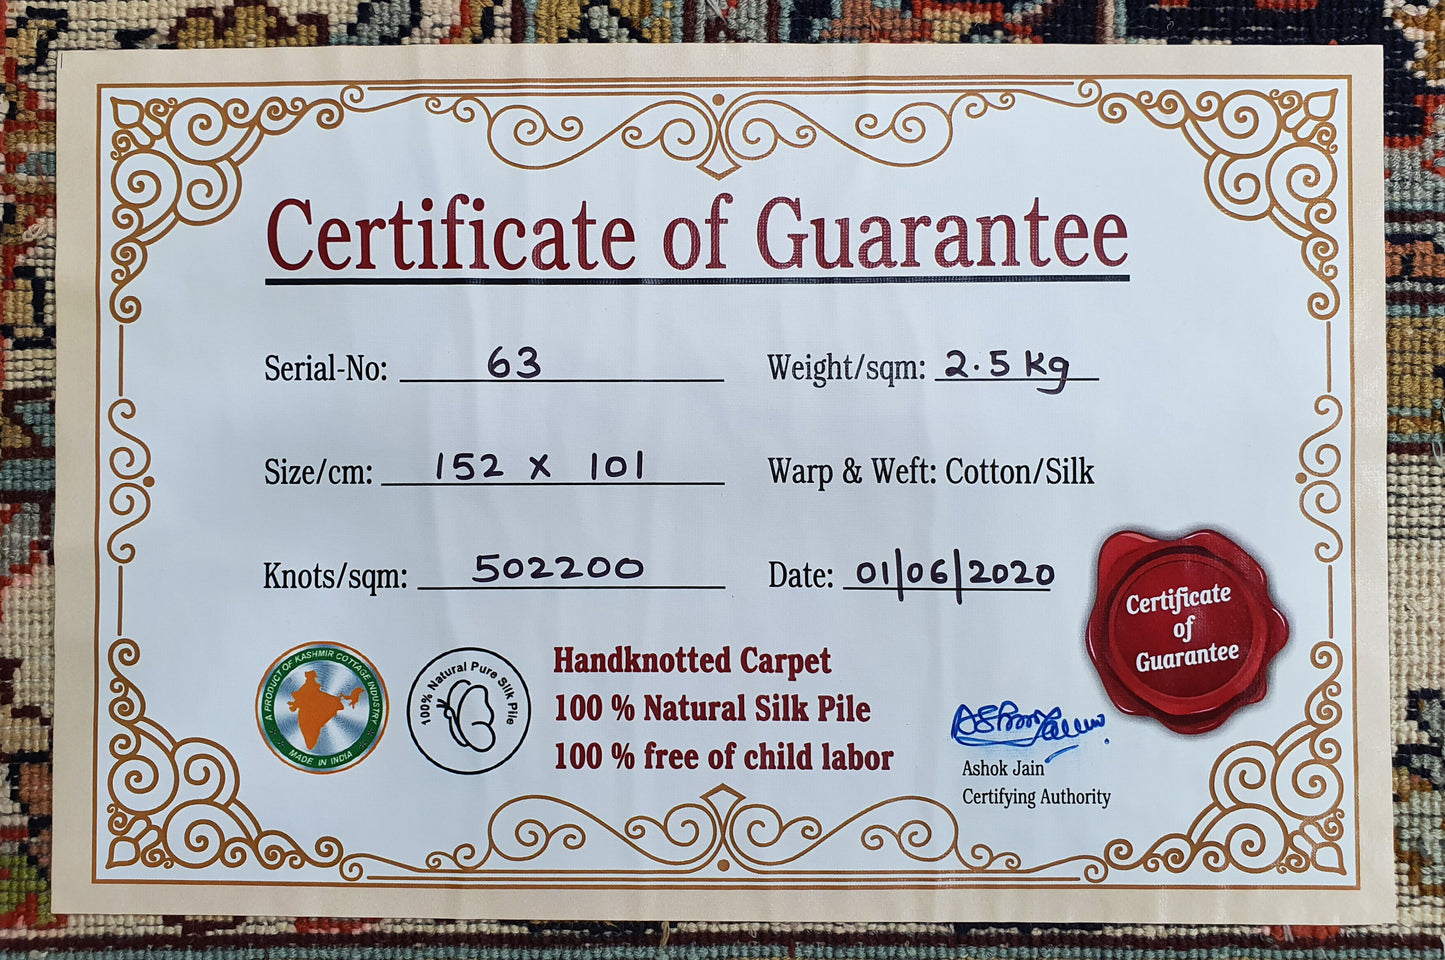 Certificate of Guarantee
Serial-No: 63
Weight/sqm: 2.5 kg
Size/cm: 152 x 101
Warp & Weft: Cotton/Silk
Knots/sqm: 502200
Date: 01/06/2020
Certificate
of
Guarantee
A PRODUCT OF KASHMIR COTTAGE INDUSTRY
MADE IN INDIA
100% Natural Pure Silk Pile
Handknotted Carpet
100 % Natural Silk Pile
100 % free of child labor
Ashok Jain
Certifying Authority